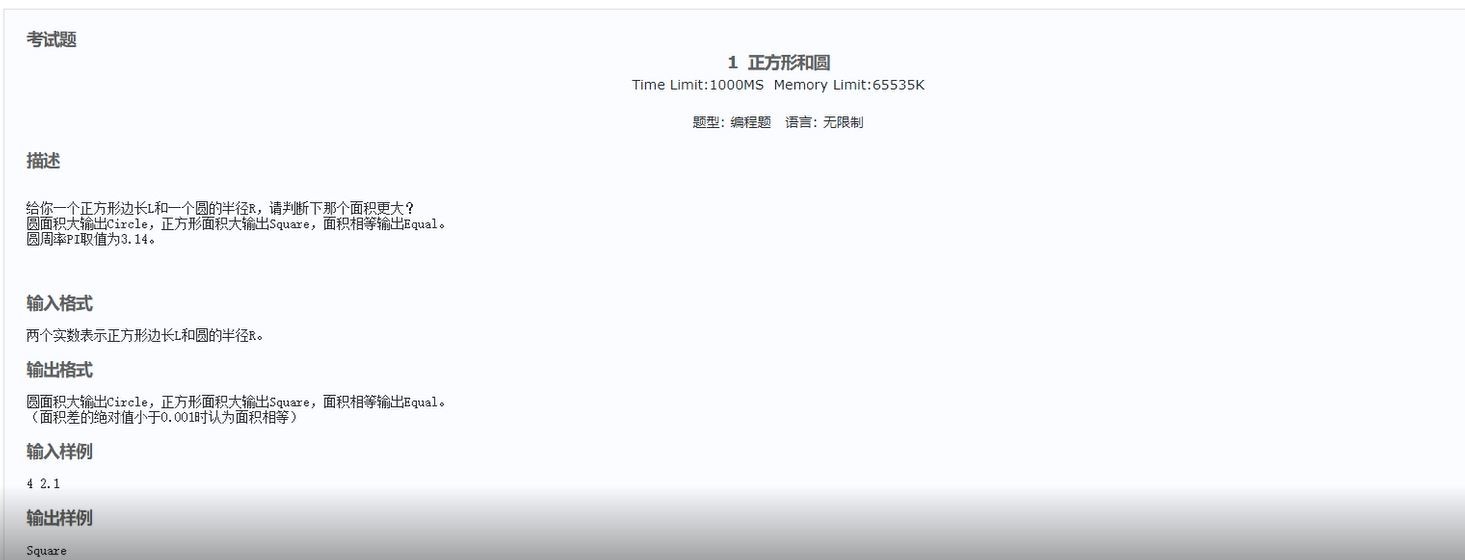 考试题
1 正方形和圆
Time Limit:1000MS Memory Limit:65535K
题型: 编程题 语言: 无限制
描述
给你一个正方形边长L和一个圆的半径R，请判断下那个面积更大？
圆面积大输出Circle，正方形面积大输出Square，面积相等输出Equal。
圆周率PI取值为3.14。
输入格式
两个实数表示正方形边长L和圆的半径R。
输出格式
圆面积大输出Circle，正方形面积大输出Square，面积相等输出Equal。
（面积差的绝对值小于0.001时认为面积相等）
输入样例
4 2.1
输出样例
Square